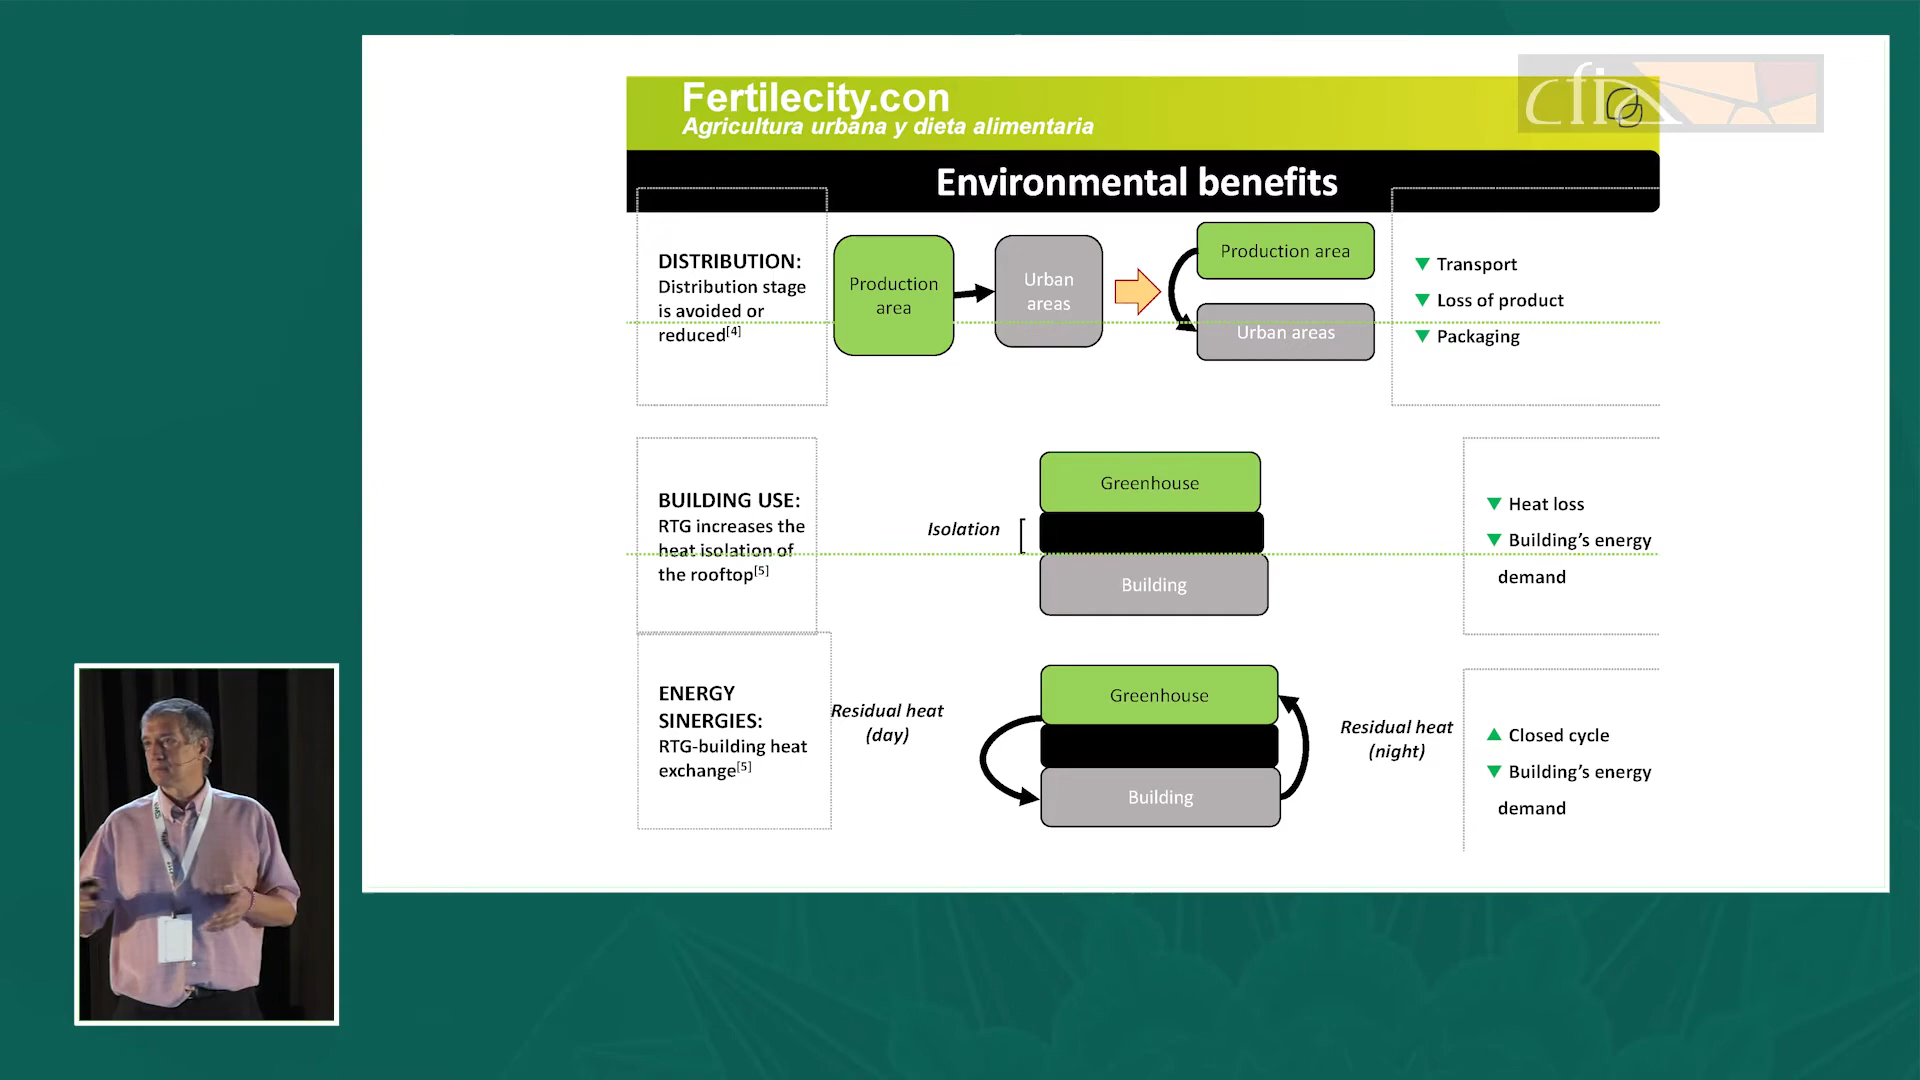 Fertilecity.con
Agricultura urbana y dieta alimentaria
cfia
Environmental benefits
DISTRIBUTION:
Distribution stage
is avoided or
reduced[4]
Production
area
Urban
areas
Production area
Urban areas
▼ Transport
▼ Loss of product
▼ Packaging
BUILDING USE:
RTG increases the
heat isolation of
the rooftop[5]
Isolation
Greenhouse
Building
▼ Heat loss
▼ Building’s energy
demand
ENERGY
SINERGIES:
RTG-building heat
exchange[5]
Residual heat
(day)
Greenhouse
Building
Residual heat
(night)
▲ Closed cycle
▼ Building’s energy
demand